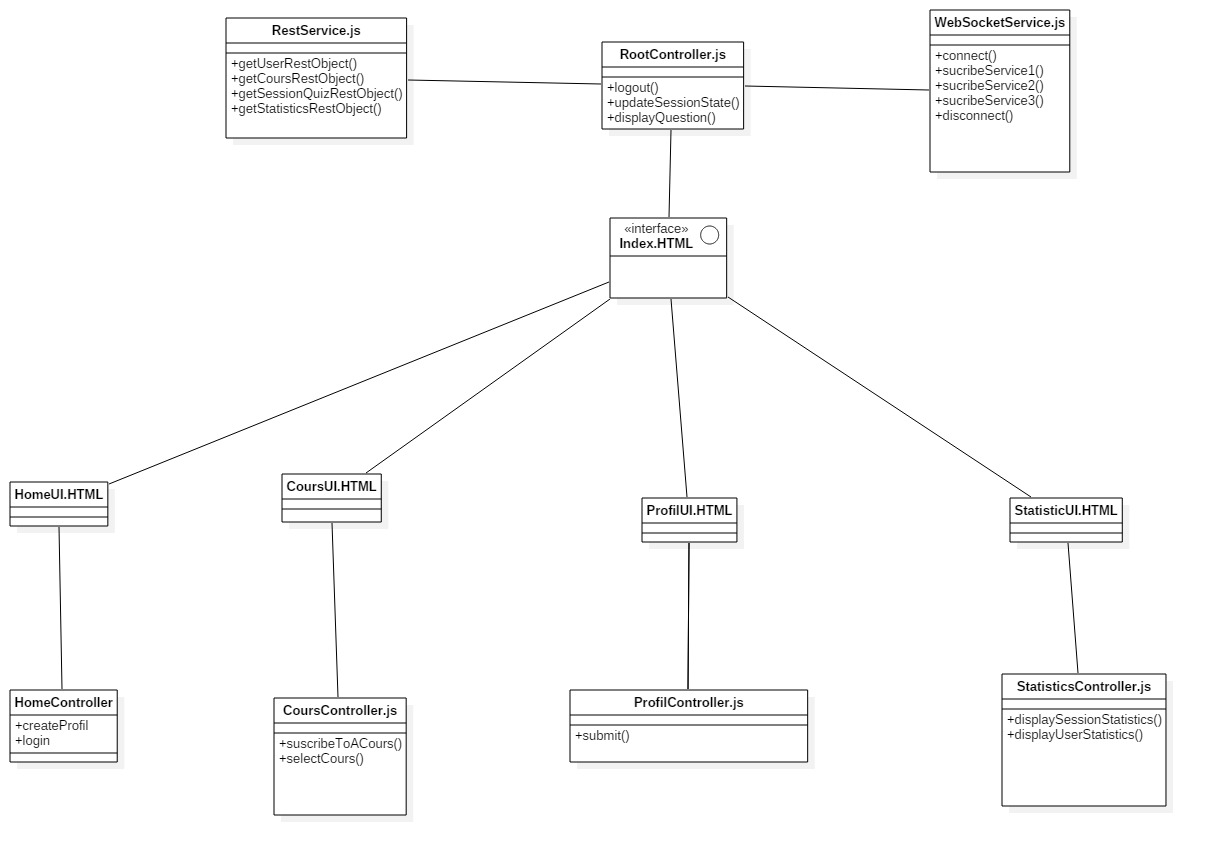 RestService.js
+getUserRestObject()
+getCoursRestObject()
+getSessionQuizRestObject()
+getStatisticsRestObject()
RootController.js
+logout()
+updateSessionState()
+displayQuestion()
WebSocketService.js
+connect()
+sucribeService1()
+sucribeService2()
+sucribeService3()
+disconnect()
«interface»
Index.HTML
HomeUI.HTML
CoursUI.HTML
ProfilUI.HTML
StatisticUI.HTML
HomeController
+createProfil
+login
CoursController.js
+suscribeToACours()
+selectCours()
ProfilController.js
+submit()
StatisticsController.js
+displaySessionStatistics()
+displayUserStatistics()